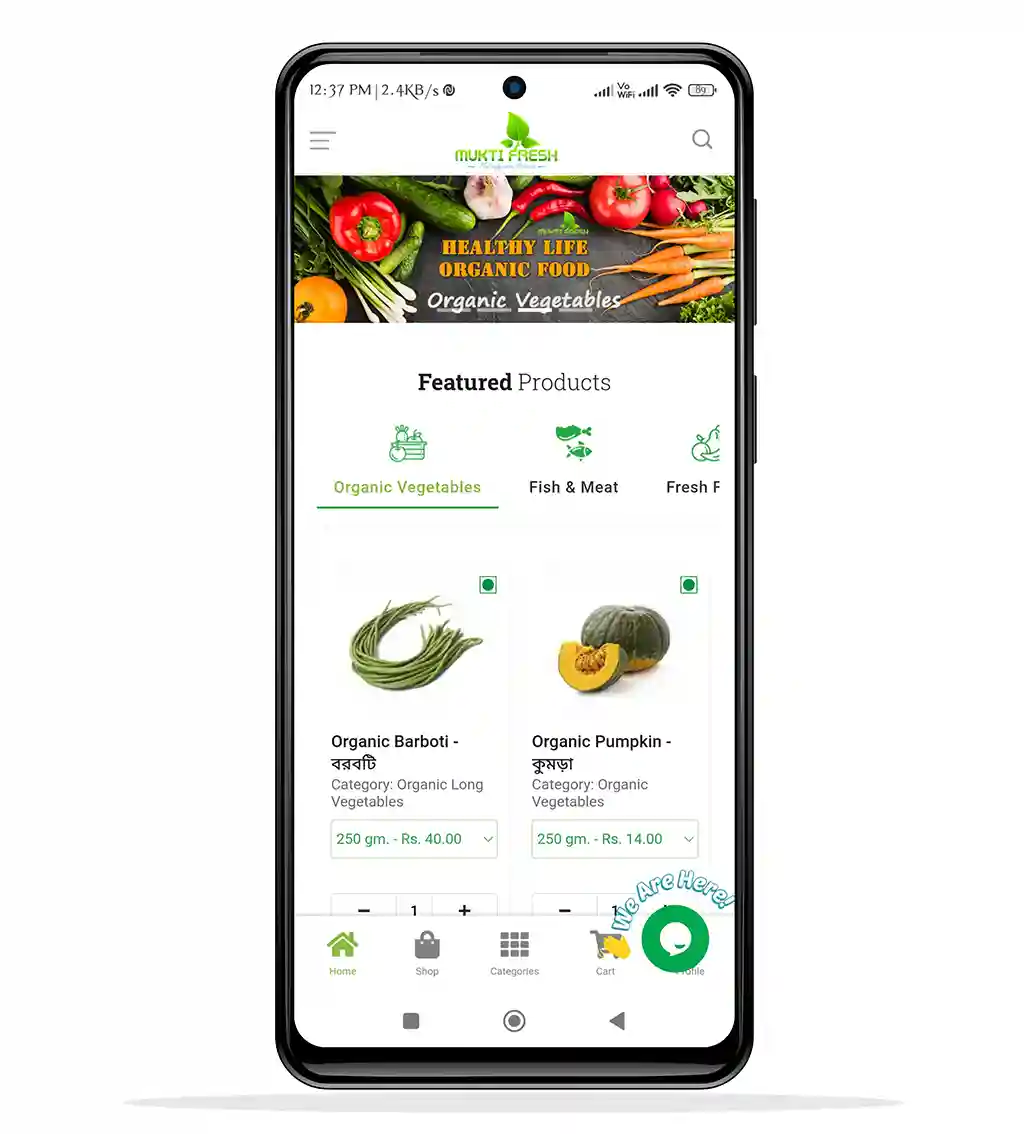 12:37 PM | 2.4KB/s
Vo WiFi
89
MUKTI FRESH
MUKTI FRESH
HEALTHY LIFE
ORGANIC FOOD
Organic Vegetables
Featured Products
Organic Vegetables
Fish & Meat
Fresh F
Organic Barboti -
বরবটি
Category: Organic Long
Vegetables
250 gm. - Rs. 40.00
− 1 +
Organic Pumpkin -
কুমড়া
Category: Organic
Vegetables
250 gm. - Rs. 14.00
− 1
We Are Here!
Home
Shop
Categories
Cart